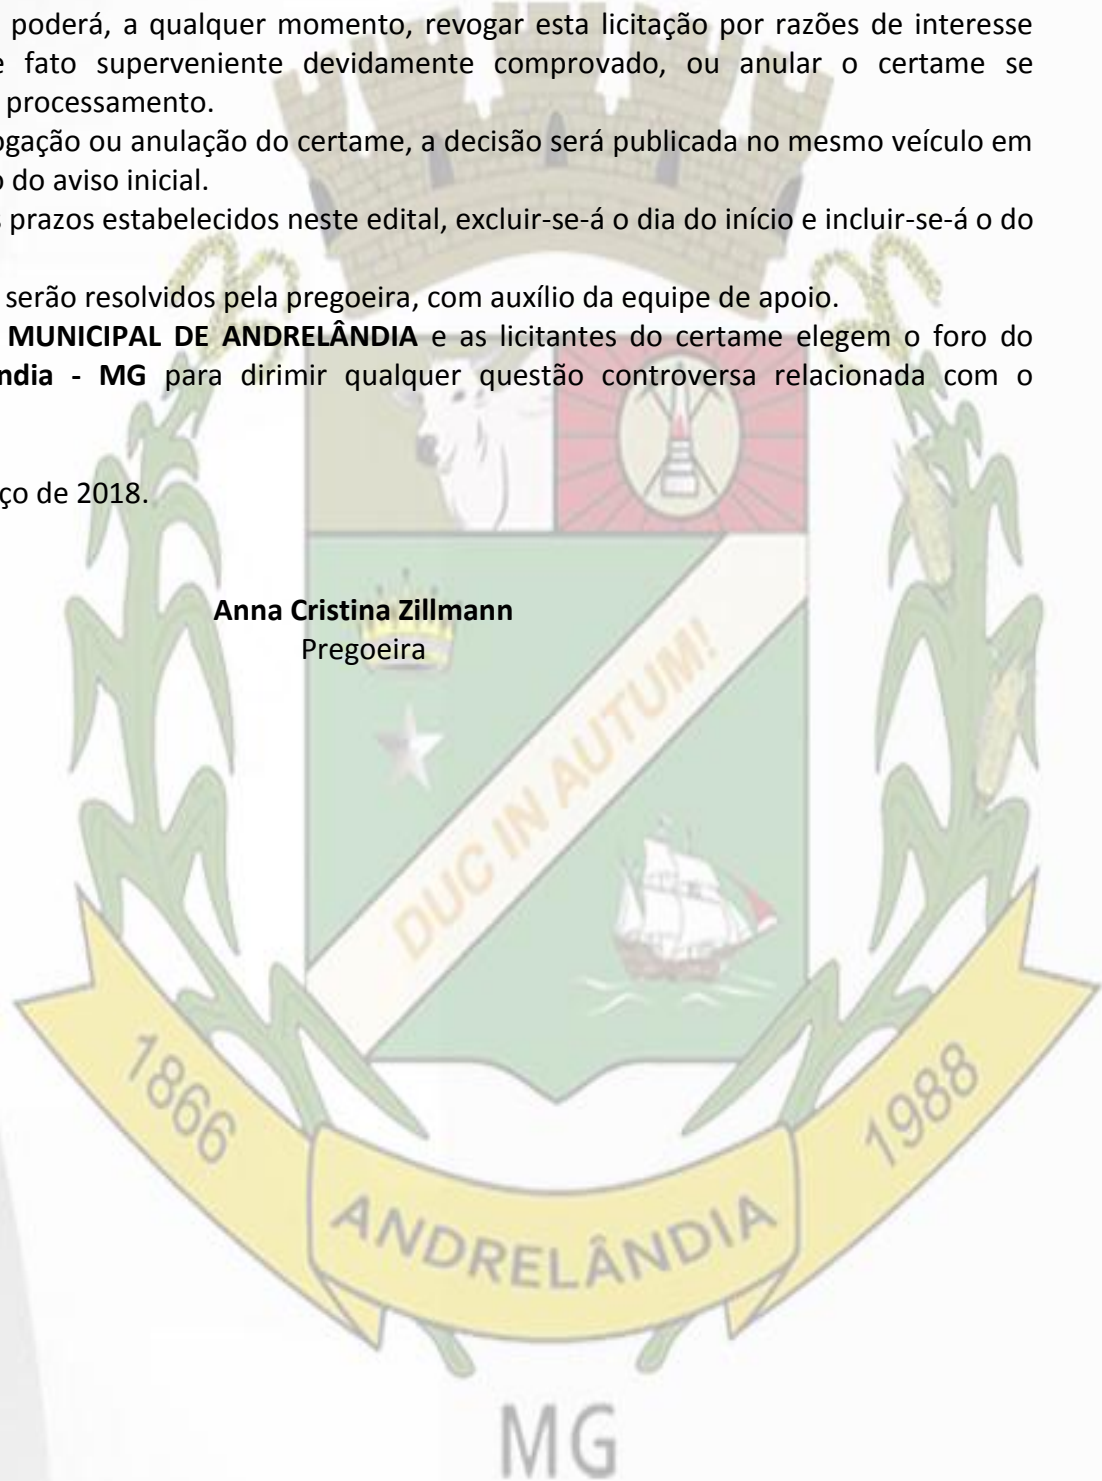 poderá, a qualquer momento, revogar esta licitação por razões de interesse
fato superveniente devidamente comprovado, ou anular o certame se
processamento.
ogação ou anulação do certame, a decisão será publicada no mesmo veículo em
do aviso inicial.
s prazos estabelecidos neste edital, excluir-se-á o dia do início e incluir-se-á o do
serão resolvidos pela pregoeira, com auxílio da equipe de apoio.
MUNICIPAL DE ANDRELÂNDIA e as licitantes do certame elegem o foro do
ndia - MG para dirimir qualquer questão controversa relacionada com o
ço de 2018.
Anna Cristina Zillmann
Pregoeira
DUC IN AUTUM!
1866
1988
ANDRELÂNDIA
MG